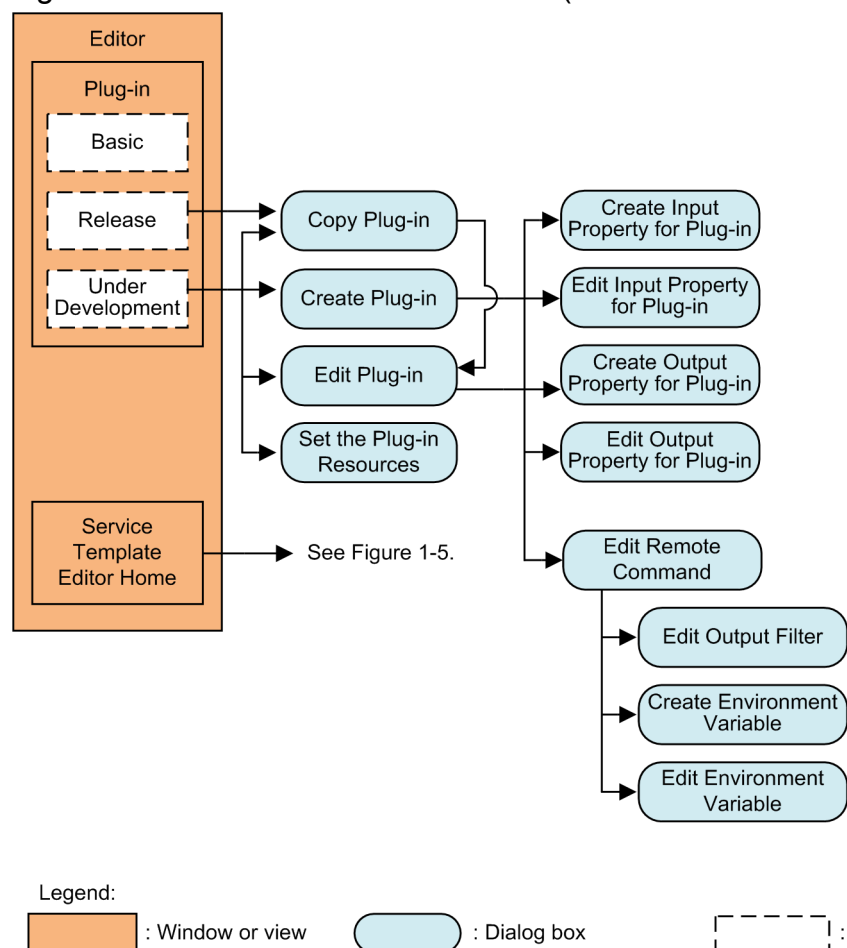 Editor
Plug-in
Basic
Release
Under
Development
Service
Template
Editor Home
Copy Plug-in
Create Plug-in
Edit Plug-in
Set the Plug-in
Resources
See Figure 1-5.
Create Input
Property for Plug-in
Edit Input Property
for Plug-in
Create Output
Property for Plug-in
Edit Output
Property for Plug-in
Edit Remote
Command
Edit Output Filter
Create Environment
Variable
Edit Environment
Variable
Legend:
: Window or view
: Dialog box
: